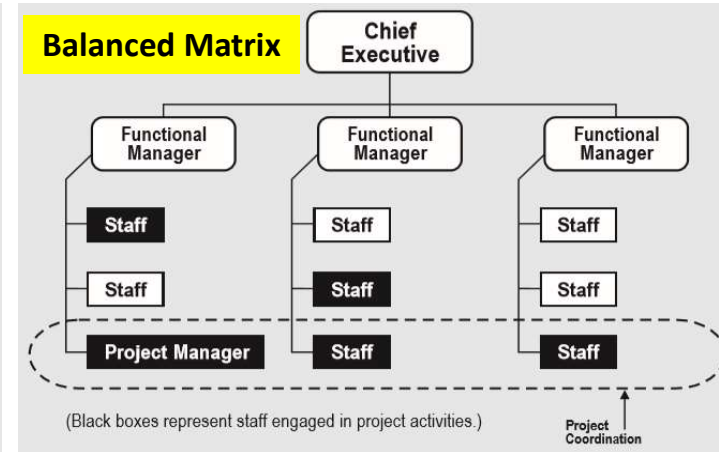 Balanced Matrix
Chief
Executive
Functional
Manager
Functional
Manager
Functional
Manager
Staff
Staff
Staff
Staff
Staff
Staff
Project Manager
Staff
Staff
(Black boxes represent staff engaged in project activities.)
Project
Coordination